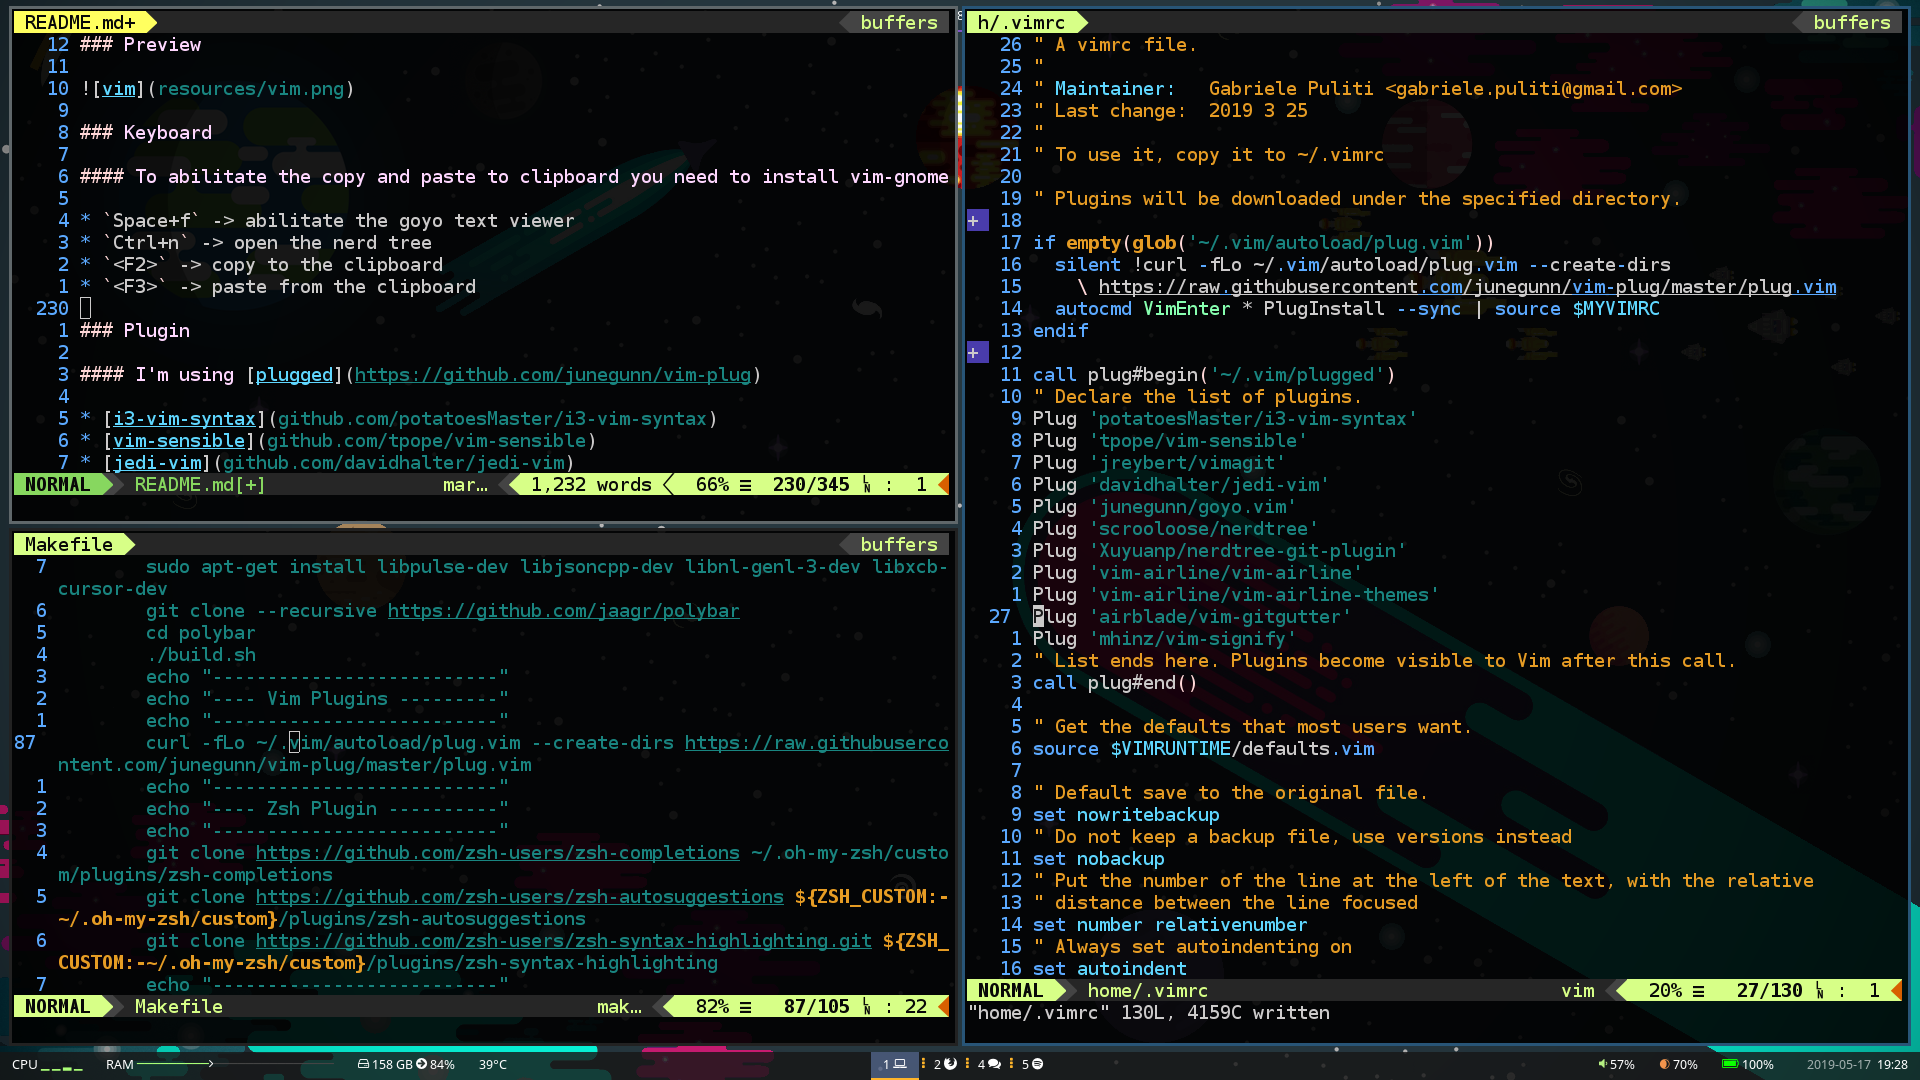 README.md+ buffers
12 ### Preview
11
10 ![vim](resources/vim.png)
9
8 ### Keyboard
7
6 #### To abilitate the copy and paste to clipboard you need to install vim-gnome
5
4 * `Space+f` -> abilitate the goyo text viewer
3 * `Ctrl+n` -> open the nerd tree
2 * `<F2>` -> copy to the clipboard
1 * `<F3>` -> paste from the clipboard
230
1 ### Plugin
2
3 #### I'm using [plugged](https://github.com/junegunn/vim-plug)
4
5 * [i3-vim-syntax](github.com/potatoesMaster/i3-vim-syntax)
6 * [vim-sensible](github.com/tpope/vim-sensible)
7 * [jedi-vim](github.com/davidhalter/jedi-vim)
NORMAL README.md[+] mar… 1,232 words 66% ≡ 230/345 ␤ : 1
Makefile buffers
7 sudo apt-get install libpulse-dev libjsoncpp-dev libnl-genl-3-dev libxcb-
cursor-dev
6 git clone --recursive https://github.com/jaagr/polybar
5 cd polybar
4 ./build.sh
3 echo "--------------------------"
2 echo "---- Vim Plugins ---------"
1 echo "--------------------------"
87 curl -fLo ~/.vim/autoload/plug.vim --create-dirs https://raw.githubuserco
ntent.com/junegunn/vim-plug/master/plug.vim
1 echo "--------------------------"
2 echo "---- Zsh Plugin ----------"
3 echo "--------------------------"
4 git clone https://github.com/zsh-users/zsh-completions ~/.oh-my-zsh/custo
m/plugins/zsh-completions
5 git clone https://github.com/zsh-users/zsh-autosuggestions ${ZSH_CUSTOM:-
~/.oh-my-zsh/custom}/plugins/zsh-autosuggestions
6 git clone https://github.com/zsh-users/zsh-syntax-highlighting.git ${ZSH_
CUSTOM:-~/.oh-my-zsh/custom}/plugins/zsh-syntax-highlighting
7 echo "--------------------------"
NORMAL Makefile mak… 82% ≡ 87/105 ␤ : 22
h/.vimrc buffers
26 " A vimrc file.
25 "
24 " Maintainer: Gabriele Puliti <gabriele.puliti@gmail.com>
23 " Last change: 2019 3 25
22 "
21 " To use it, copy it to ~/.vimrc
20
19 " Plugins will be downloaded under the specified directory.
+ 18
17 if empty(glob('~/.vim/autoload/plug.vim'))
16 silent !curl -fLo ~/.vim/autoload/plug.vim --create-dirs
15 \ https://raw.githubusercontent.com/junegunn/vim-plug/master/plug.vim
14 autocmd VimEnter * PlugInstall --sync | source $MYVIMRC
13 endif
+ 12
11 call plug#begin('~/.vim/plugged')
10 " Declare the list of plugins.
9 Plug 'potatoesMaster/i3-vim-syntax'
8 Plug 'tpope/vim-sensible'
7 Plug 'jreybert/vimagit'
6 Plug 'davidhalter/jedi-vim'
5 Plug 'junegunn/goyo.vim'
4 Plug 'scrooloose/nerdtree'
3 Plug 'Xuyuanp/nerdtree-git-plugin'
2 Plug 'vim-airline/vim-airline'
1 Plug 'vim-airline/vim-airline-themes'
27 Plug 'airblade/vim-gitgutter'
1 Plug 'mhinz/vim-signify'
2 " List ends here. Plugins become visible to Vim after this call.
3 call plug#end()
4
5 " Get the defaults that most users want.
6 source $VIMRUNTIME/defaults.vim
7
8 " Default save to the original file.
9 set nowritebackup
10 " Do not keep a backup file, use versions instead
11 set nobackup
12 " Put the number of the line at the left of the text, with the relative
13 " distance between the line focused
14 set number relativenumber
15 " Always set autoindenting on
16 set autoindent
NORMAL home/.vimrc vim 20% ≡ 27/130 ␤ : 1
"home/.vimrc" 130L, 4159C written
CPU RAM 158 GB 84% 39°C 1 2 4 5 57% 70% 100% 2019-05-17 19:28